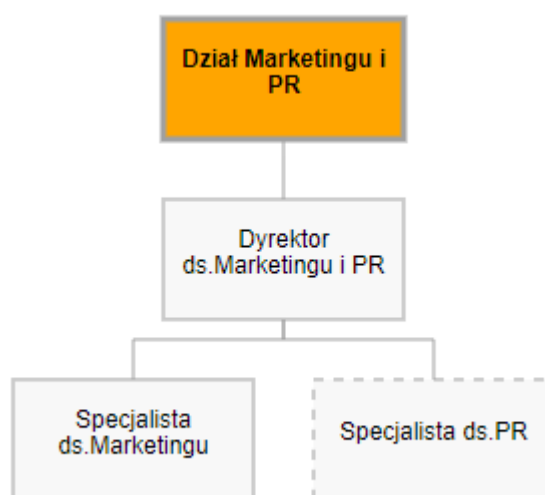 Dział Marketingu i
PR
Dyrektor
ds.Marketingu i PR
Specjalista
ds.Marketingu
Specjalista ds.PR